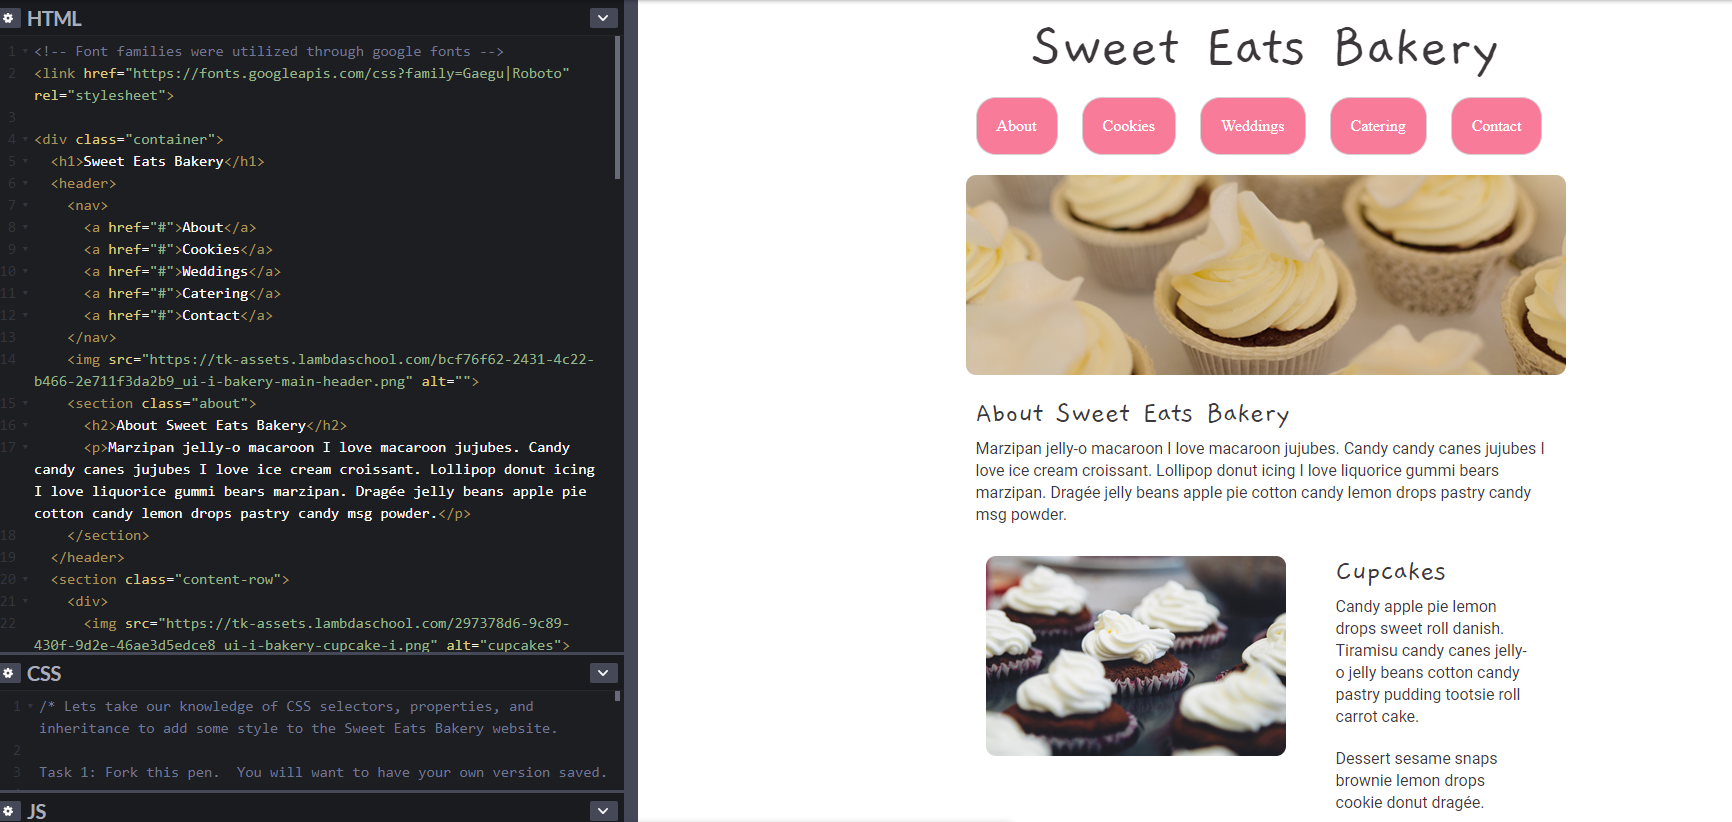 HTML
1 <!-- Font families were utilized through google fonts -->
2 <link href="https://fonts.googleapis.com/css?family=Gaegu|Roboto"
rel="stylesheet">
3
4 <div class="container">
5 <h1>Sweet Eats Bakery</h1>
6 <header>
7 <nav>
8 <a href="#">About</a>
9 <a href="#">Cookies</a>
10 <a href="#">Weddings</a>
11 <a href="#">Catering</a>
12 <a href="#">Contact</a>
13 </nav>
14 <img src="https://tk-assets.lambdaschool.com/bcf76f62-2431-4c22-
b466-2e711f3da2b9_ui-i-bakery-main-header.png" alt="">
15 <section class="about">
16 <h2>About Sweet Eats Bakery</h2>
17 <p>Marzipan jelly-o macaroon I love macaroon jujubes. Candy
candy canes jujubes I love ice cream croissant. Lollipop donut icing
I love liquorice gummi bears marzipan. Dragée jelly beans apple pie
cotton candy lemon drops pastry candy msg powder.</p>
18 </section>
19 </header>
20 <section class="content-row">
21 <div>
22 <img src="https://tk-assets.lambdaschool.com/297378d6-9c89-
430f-9d2e-46ae3d5edce8_ui-i-bakery-cupcake-i.png" alt="cupcakes">
CSS
1 /* Lets take our knowledge of CSS selectors, properties, and
inheritance to add some style to the Sweet Eats Bakery website.
2
3 Task 1: Fork this pen.  You will want to have your own version saved.
JS
Sweet Eats Bakery
About
Cookies
Weddings
Catering
Contact
About Sweet Eats Bakery
Marzipan jelly-o macaroon I love macaroon jujubes. Candy candy canes jujubes I
love ice cream croissant. Lollipop donut icing I love liquorice gummi bears
marzipan. Dragée jelly beans apple pie cotton candy lemon drops pastry candy
msg powder.
Cupcakes
Candy apple pie lemon
drops sweet roll danish.
Tiramisu candy canes jelly-
o jelly beans cotton candy
pastry pudding tootsie roll
carrot cake.
Dessert sesame snaps
brownie lemon drops
cookie donut dragée.